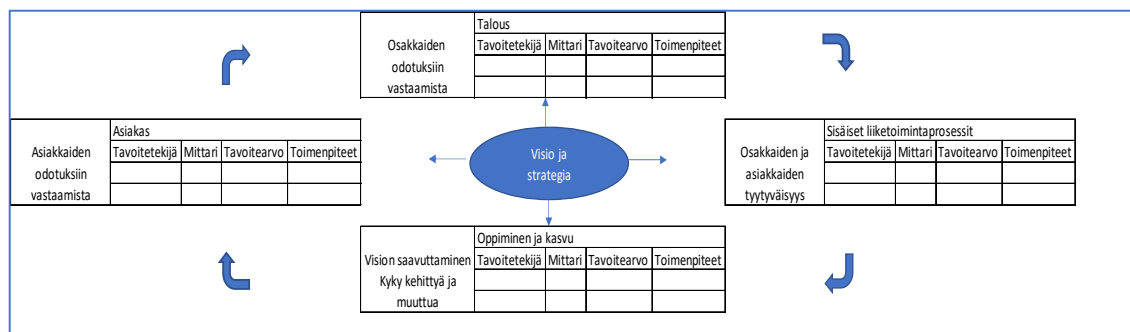 Talous
Osakkaiden odotuksiin vastaamista
Tavoitetekijä Mittari Tavoitearvo Toimenpiteet
Asiakas
Asiakkaiden odotuksiin vastaamista
Tavoitetekijä Mittari Tavoitearvo Toimenpiteet
Visio ja
strategia
Sisäiset liiketoimintaprosessit
Osakkaiden ja asiakkaiden tyytyväisyys
Tavoitetekijä Mittari Tavoitearvo Toimenpiteet
Oppiminen ja kasvu
Vision saavuttaminen
Kyky kehittyä ja
muuttua
Tavoitetekijä Mittari Tavoitearvo Toimenpiteet